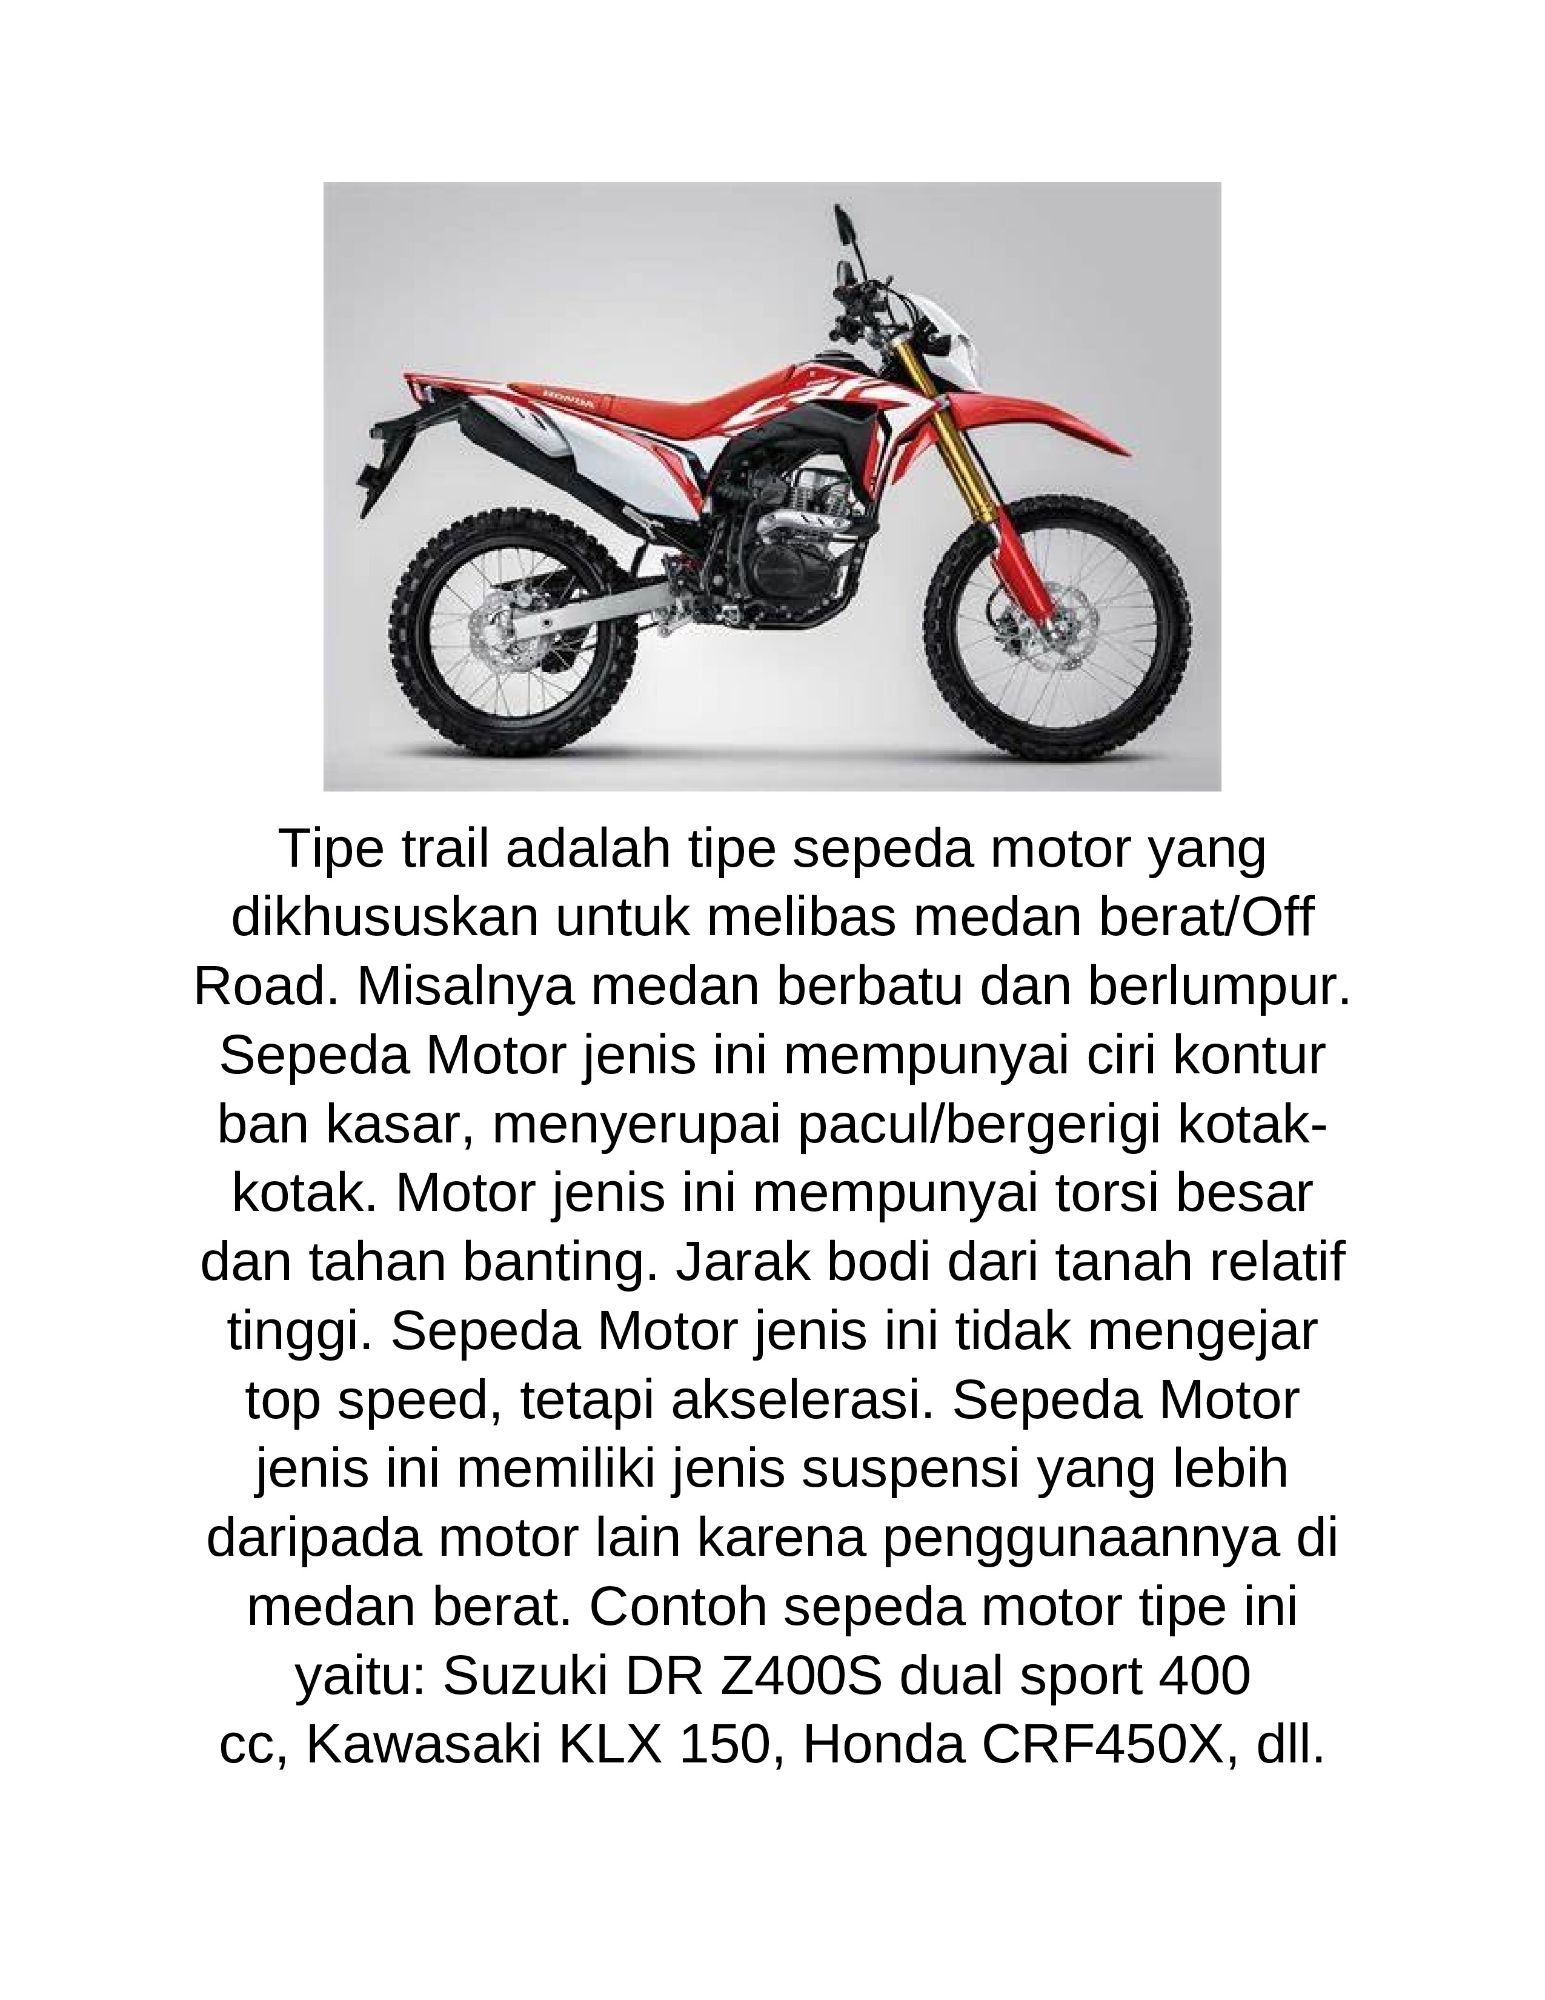 HONDA
Tipe trail adalah tipe sepeda motor yang
dikhususkan untuk melibas medan berat/Off
Road. Misalnya medan berbatu dan berlumpur.
Sepeda Motor jenis ini mempunyai ciri kontur
ban kasar, menyerupai pacul/bergerigi kotak-
kotak. Motor jenis ini mempunyai torsi besar
dan tahan banting. Jarak bodi dari tanah relatif
tinggi. Sepeda Motor jenis ini tidak mengejar
top speed, tetapi akselerasi. Sepeda Motor
jenis ini memiliki jenis suspensi yang lebih
daripada motor lain karena penggunaannya di
medan berat. Contoh sepeda motor tipe ini
yaitu: Suzuki DR Z400S dual sport 400
cc, Kawasaki KLX 150, Honda CRF450X, dll.